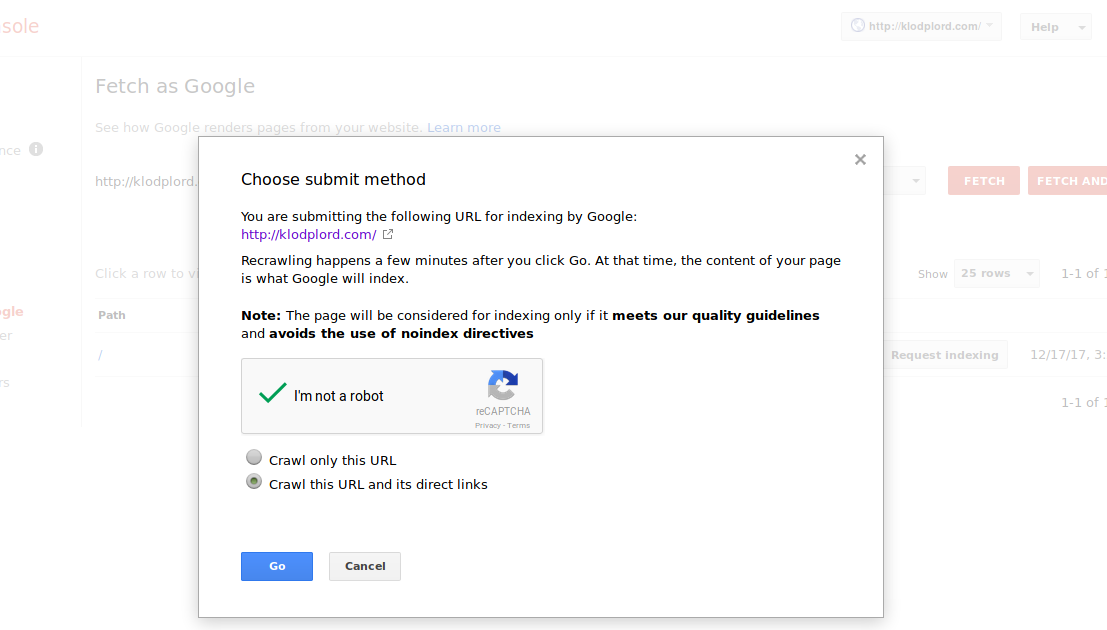 sole
http://klodplord.com/
Help
Fetch as Google
See how Google renders pages from your website. Learn more
nce
http://klodplord.
FETCH
FETCH AND
Choose submit method
You are submitting the following URL for indexing by Google:
http://klodplord.com/
Recrawling happens a few minutes after you click Go. At that time, the content of your page
is what Google will index.
Click a row to vi
Show 25 rows 1-1 of 1
ogle
Path
Note: The page will be considered for indexing only if it meets our quality guidelines
and avoids the use of noindex directives
er
/
Request indexing
12/17/17, 3:
rs
I'm not a robot
reCAPTCHA
Privacy - Terms
1-1 of 1
Crawl only this URL
Crawl this URL and its direct links
Go
Cancel